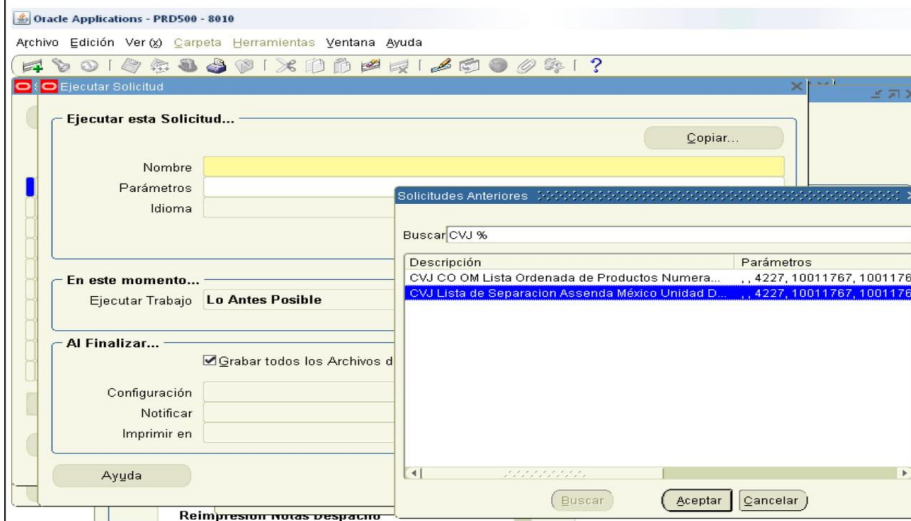 Oracle Applications - PRD500 - 8010
Archivo Edición Ver (x) Carpeta Herramientas Ventana Ayuda
Ejecutar Solicitud
Ejecutar esta Solicitud...
Copiar...
Nombre
Parámetros
Idioma
Solicitudes Anteriores
Buscar CVJ %
Descripción Parámetros
CVJ CO OM Lista Ordenada de Productos Numera... , , 4227, 10011767, 1001176
CVJ Lista de Separacion Assenda México Unidad D... , , 4227, 10011767, 1001176
En este momento...
Ejecutar Trabajo Lo Antes Posible
Al Finalizar...
Grabar todos los Archivos d
Configuración
Notificar
Imprimir en
Ayuda
Buscar Aceptar Cancelar
Reimpresión Notas Despacho